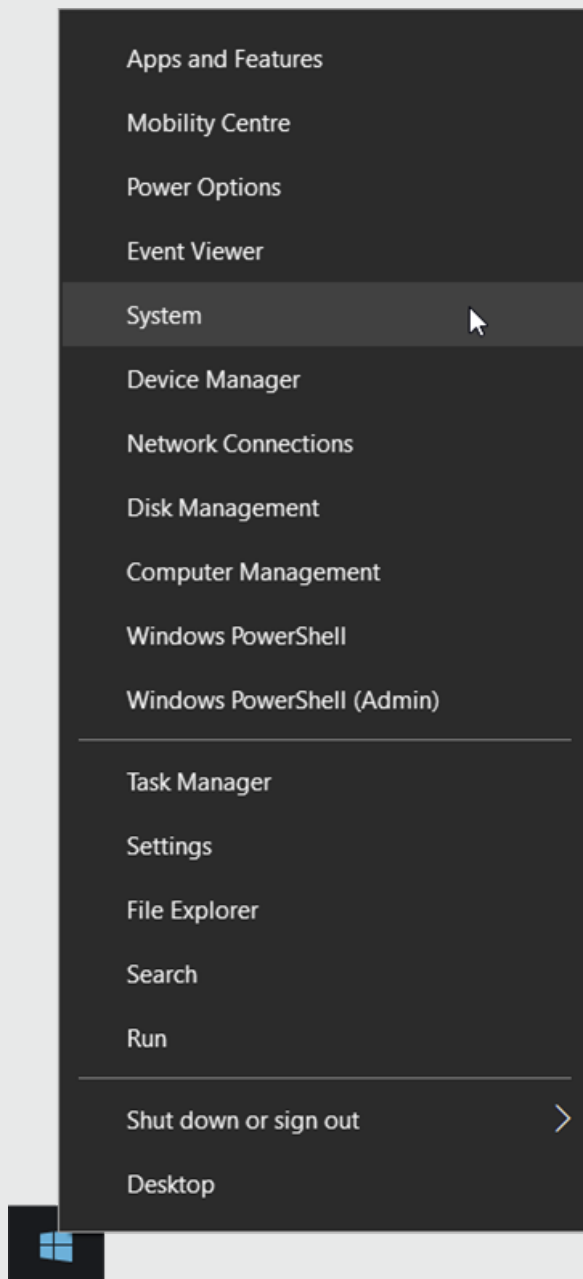 Apps and Features
Mobility Centre
Power Options
Event Viewer
System
Device Manager
Network Connections
Disk Management
Computer Management
Windows PowerShell
Windows PowerShell (Admin)
Task Manager
Settings
File Explorer
Search
Run
Shut down or sign out
Desktop